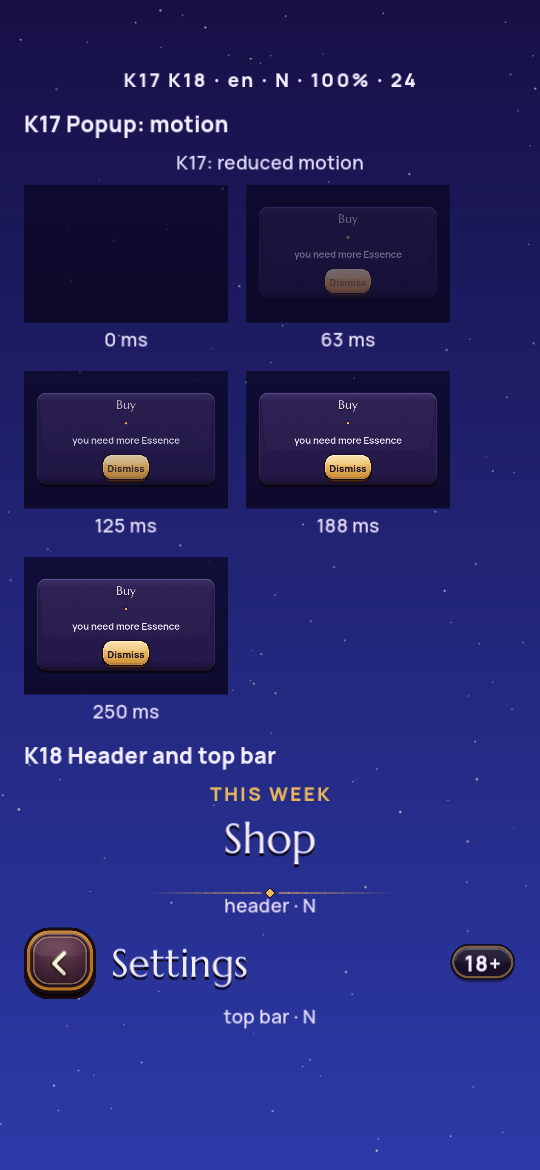 K17 K18 · en · N · 100% · 24
K17 Popup: motion
K17: reduced motion
Buy
you need more Essence
Dismiss
0 ms
63 ms
Buy
you need more Essence
Dismiss
Buy
you need more Essence
Dismiss
125 ms
188 ms
Buy
you need more Essence
Dismiss
250 ms
K18 Header and top bar
THIS WEEK
Shop
header · N
Settings
18+
top bar · N